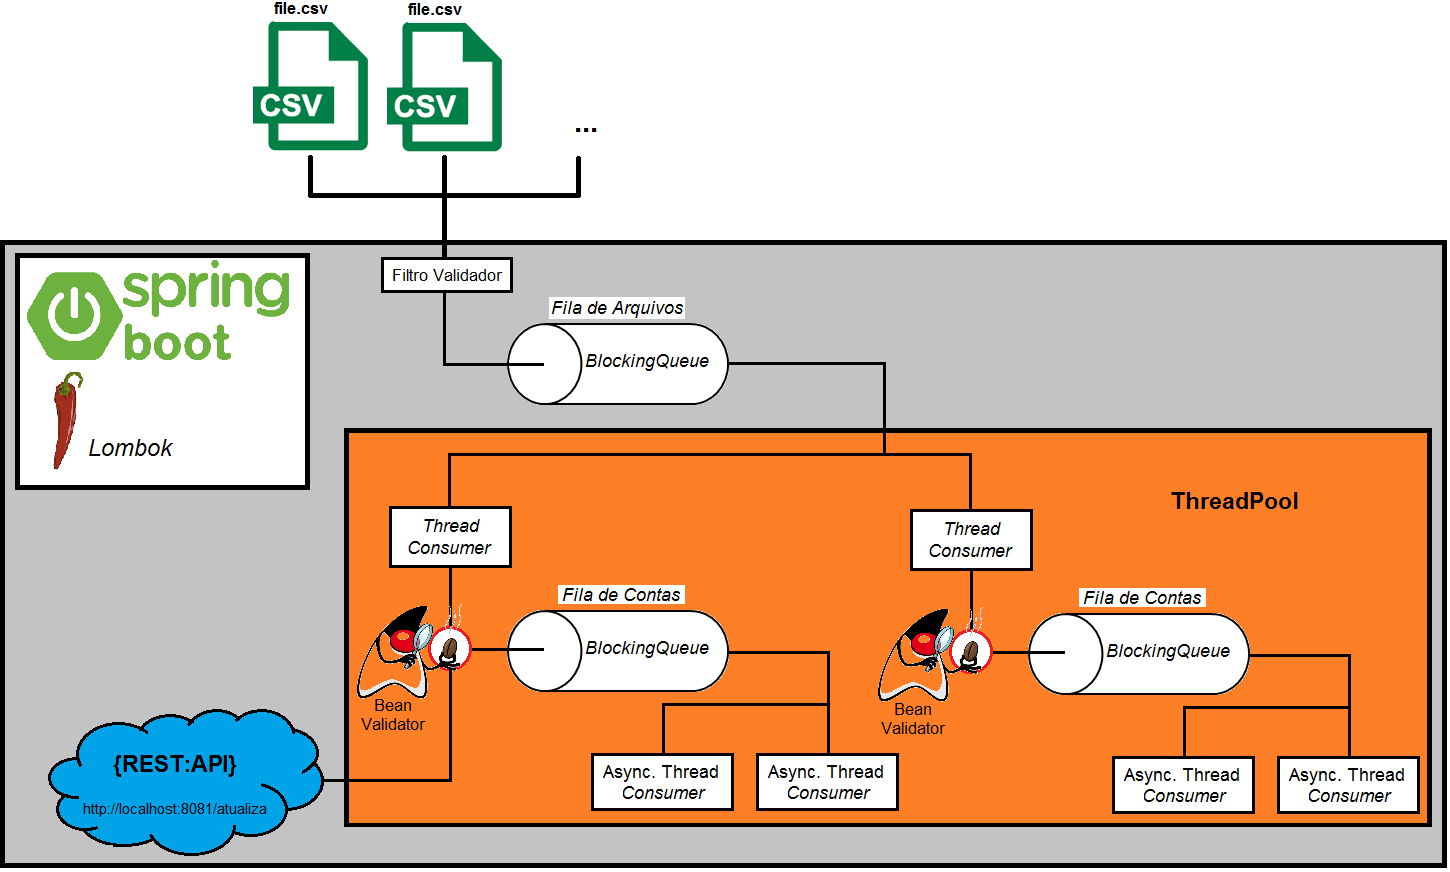 file.csv
file.csv
CSV
CSV
...
spring
boot
Lombok
Filtro Validador
Fila de Arquivos
BlockingQueue
ThreadPool
Thread
Consumer
Thread
Consumer
Fila de Contas
BlockingQueue
Fila de Contas
BlockingQueue
Bean
Validator
Bean
Validator
{REST:API}
http://localhost:8081/atualiza
Async. Thread
Consumer
Async. Thread
Consumer
Async. Thread
Consumer
Async. Thread
Consumer